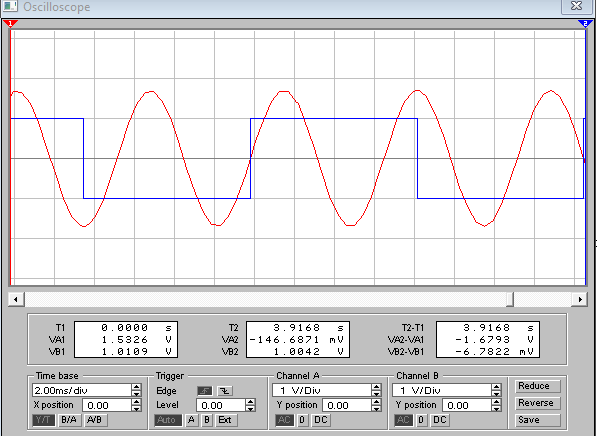 Oscilloscope
1 2
T1 0.0000 s T2 3.9168 s T2-T1 3.9168 s
VA1 1.5326 V VA2 -146.6871 mV VA2-VA1 -1.6793 V
VB1 1.0109 V VB2 1.0042 V VB2-VB1 -6.7822 mV
Time base Trigger Channel A Channel B
2.00ms/div Edge 1 V/Div 1 V/Div Reduce
X position 0.00 Level 0.00 Y position 0.00 Y position 0.00 Reverse
Y/T B/A A/B Auto A B Ext AC 0 DC AC 0 DC Save